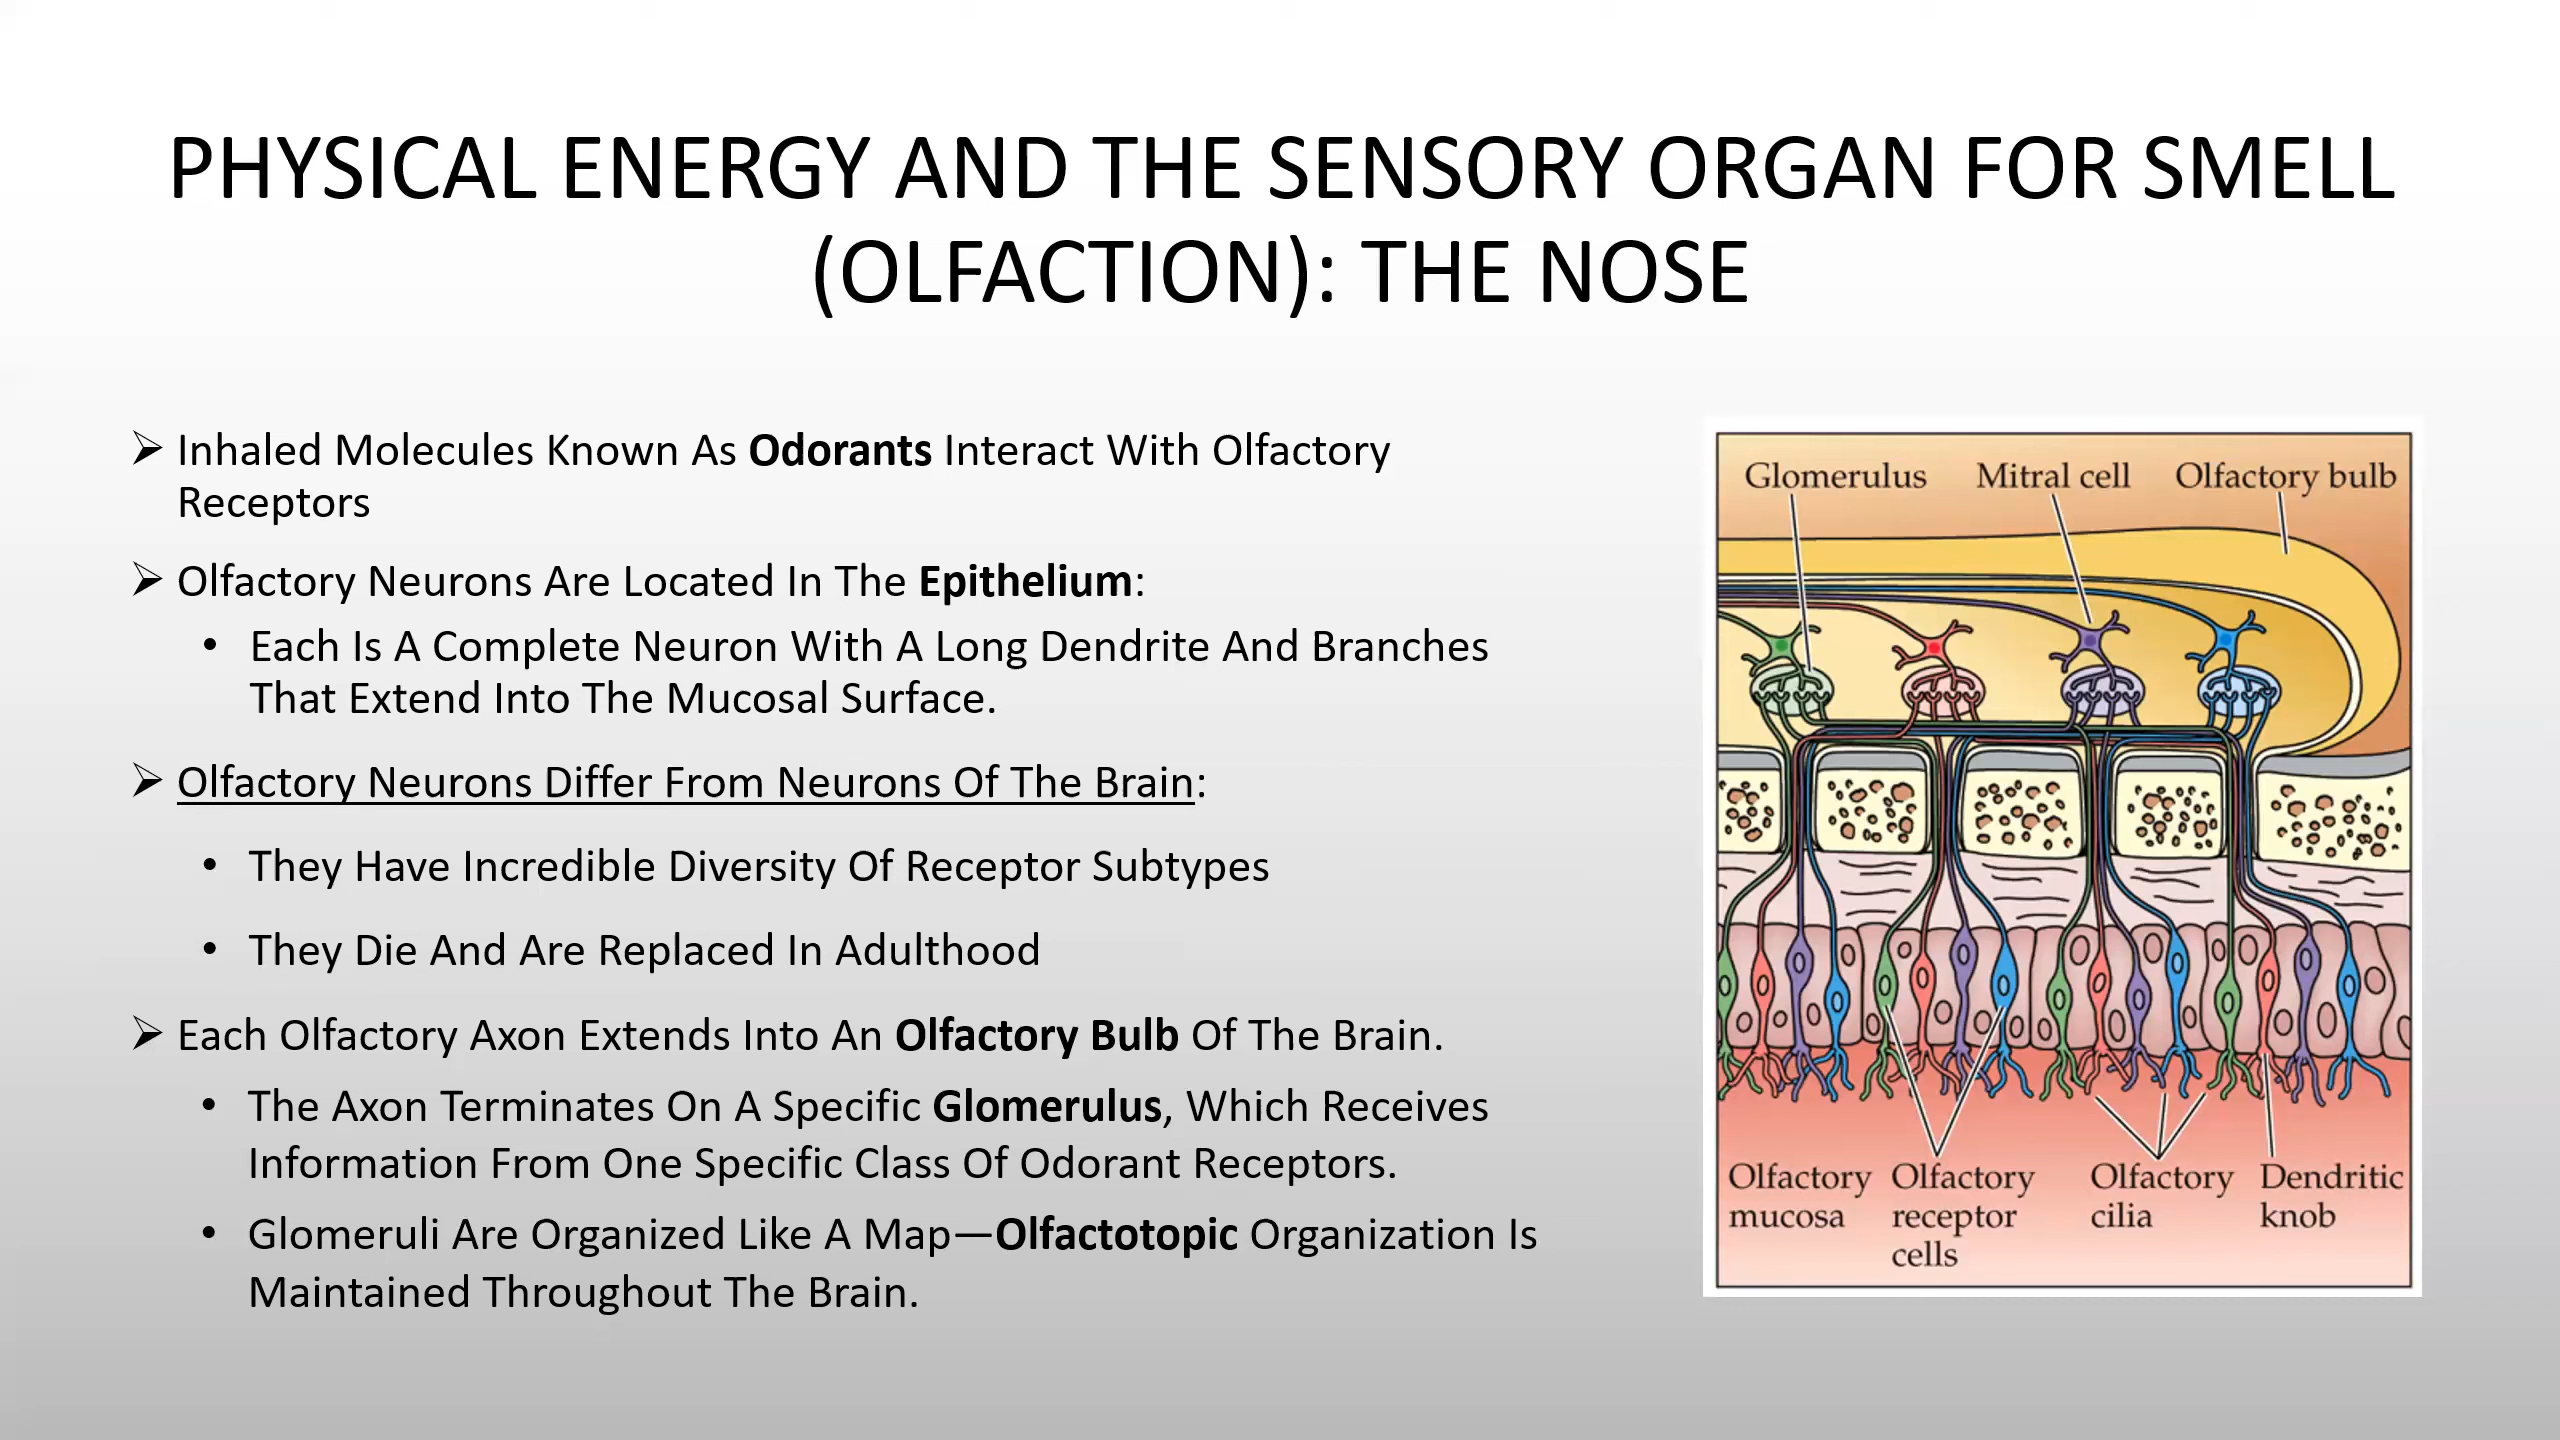 PHYSICAL ENERGY AND THE SENSORY ORGAN FOR SMELL
(OLFACTION): THE NOSE
➢ Inhaled Molecules Known As Odorants Interact With Olfactory
Receptors
➢ Olfactory Neurons Are Located In The Epithelium:
• Each Is A Complete Neuron With A Long Dendrite And Branches
That Extend Into The Mucosal Surface.
➢ Olfactory Neurons Differ From Neurons Of The Brain:
• They Have Incredible Diversity Of Receptor Subtypes
• They Die And Are Replaced In Adulthood
➢ Each Olfactory Axon Extends Into An Olfactory Bulb Of The Brain.
• The Axon Terminates On A Specific Glomerulus, Which Receives
Information From One Specific Class Of Odorant Receptors.
• Glomeruli Are Organized Like A Map—Olfactotopic Organization Is
Maintained Throughout The Brain.
Glomerulus
Mitral cell
Olfactory bulb
Olfactory
mucosa
Olfactory
receptor
cells
Olfactory
cilia
Dendritic
knob